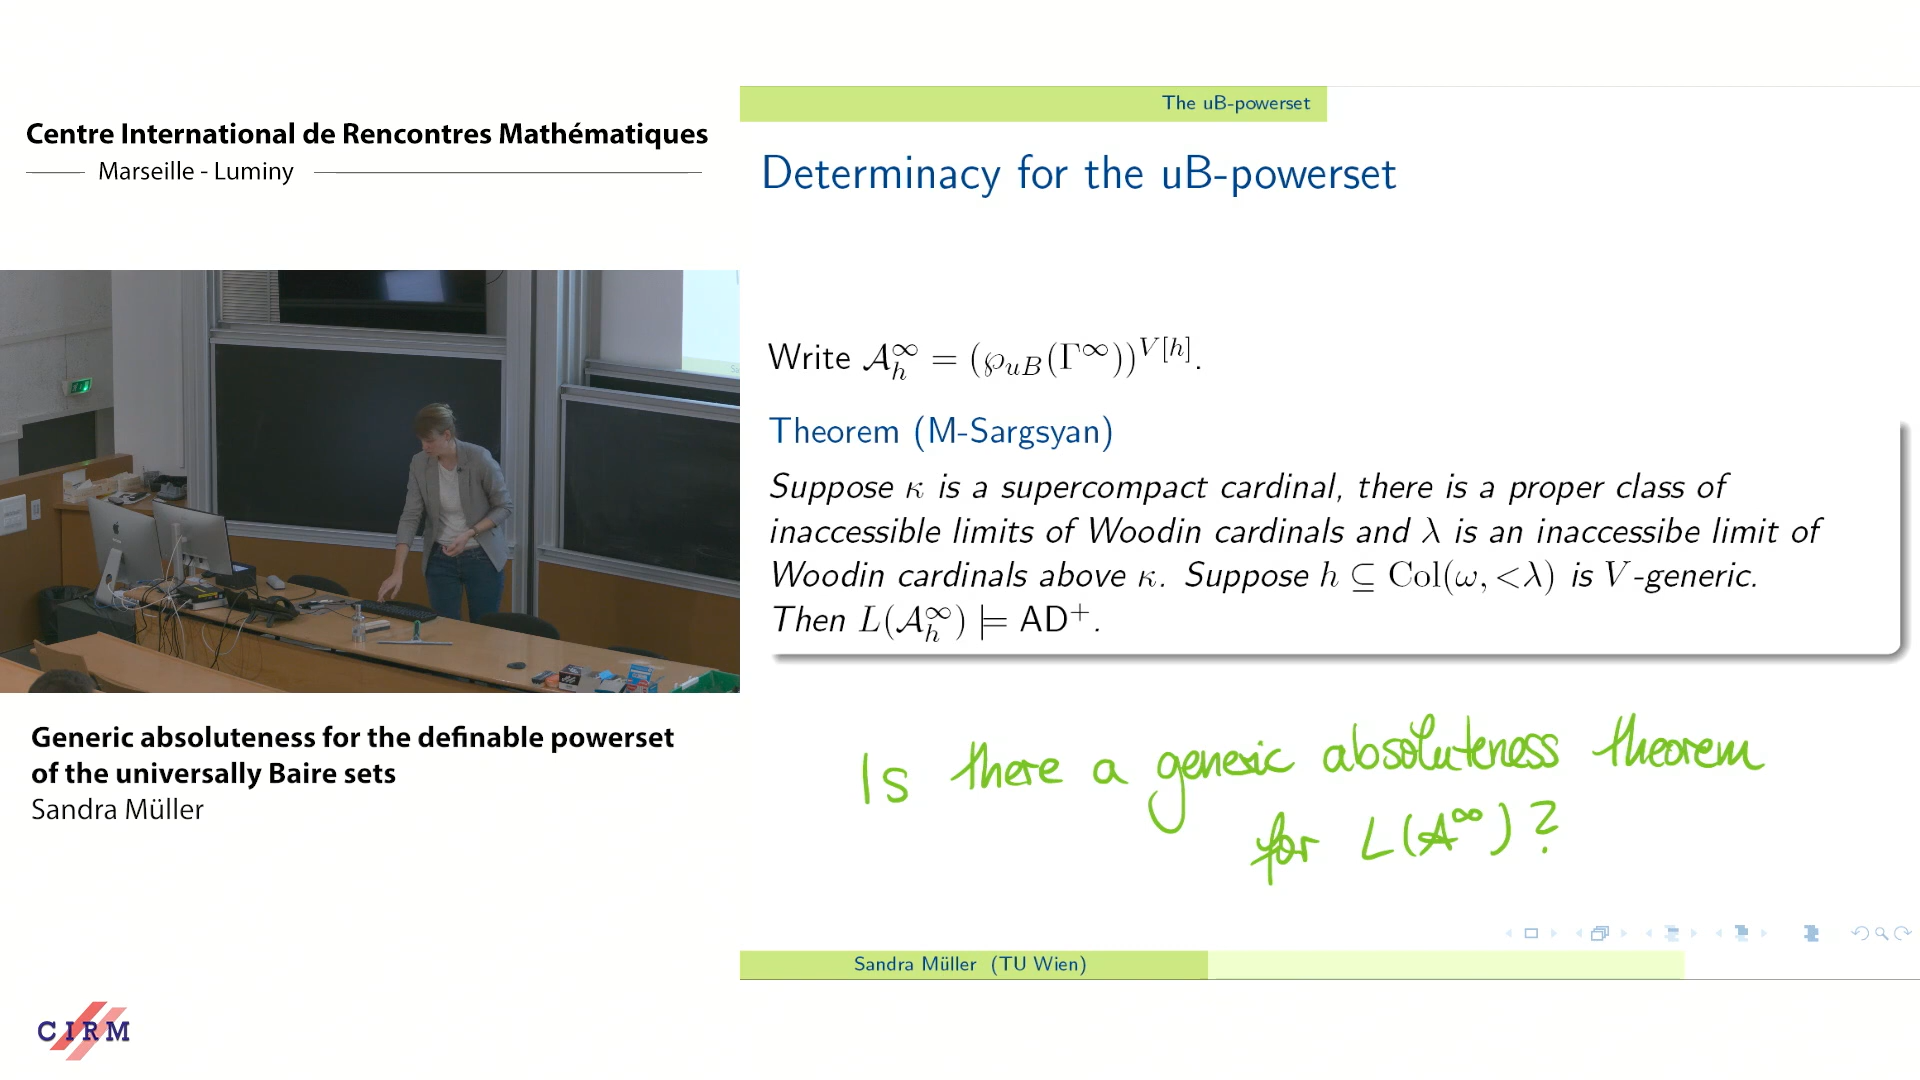 Centre International de Rencontres Mathématiques
Marseille - Luminy
Generic absoluteness for the definable powerset
of the universally Baire sets
Sandra Müller
CIRM
The uB-powerset
Determinacy for the uB-powerset
Write 𝒜_h^∞ = (℘_{uB}(Γ^∞))^{V[h]}.
Theorem (M-Sargsyan)
Suppose κ is a supercompact cardinal, there is a proper class of
inaccessible limits of Woodin cardinals and λ is an inaccessibe limit of
Woodin cardinals above κ. Suppose h ⊆ Col(ω, <λ) is V-generic.
Then L(𝒜_h^∞) ⊨ AD^+.
Is there a generic absoluteness theorem
for L(𝒜^∞)?
Sandra Müller (TU Wien)